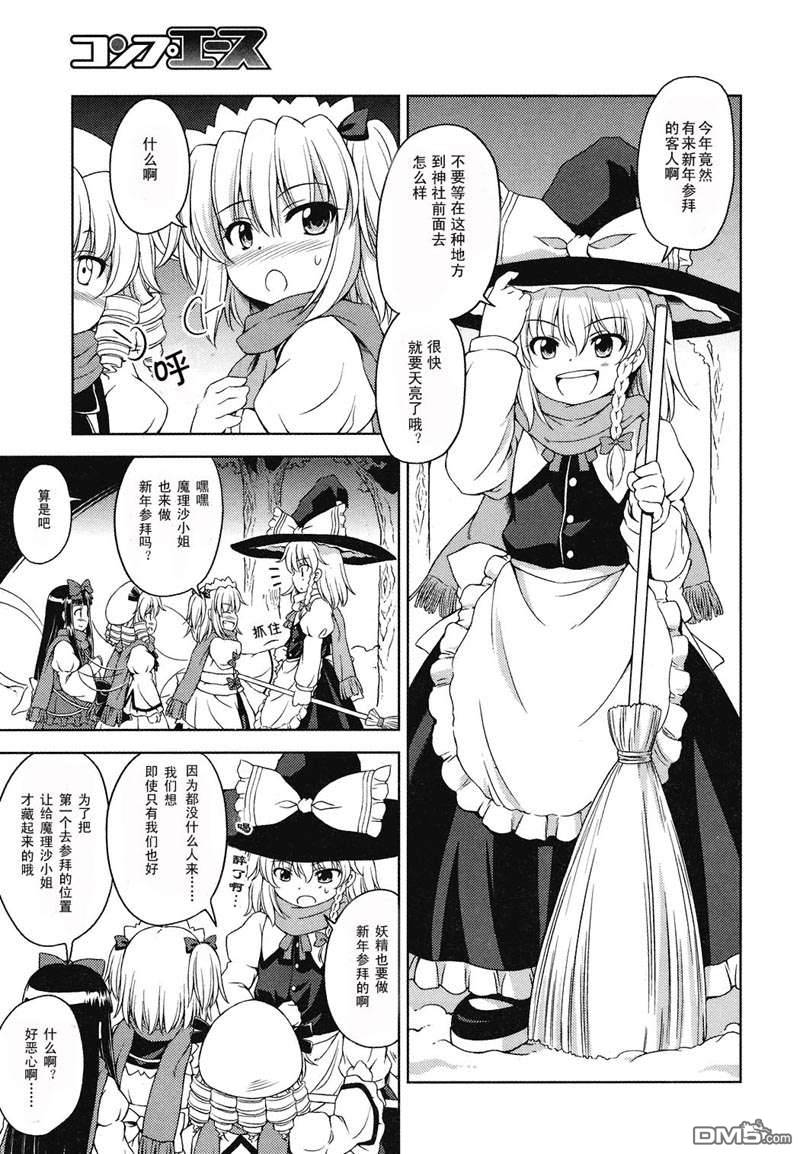 コンプ・エース
今年竟然
有来新年参拜
的客人啊
不要等在这种地方
到神社前面去
怎么样
很快
就要天亮了哦？
什么啊
呼
嘿嘿
魔理沙小姐
也来做
新年参拜吗？
算是吧
抓住
因为都没什么人来……
我们想
即使只有我们也好
为了把
第一个去参拜的位置
让给魔理沙小姐
才藏起来的哦
喝
醉了啊…
妖精也要做
新年参拜的啊
什么啊？
好恶心啊……
DM5.com